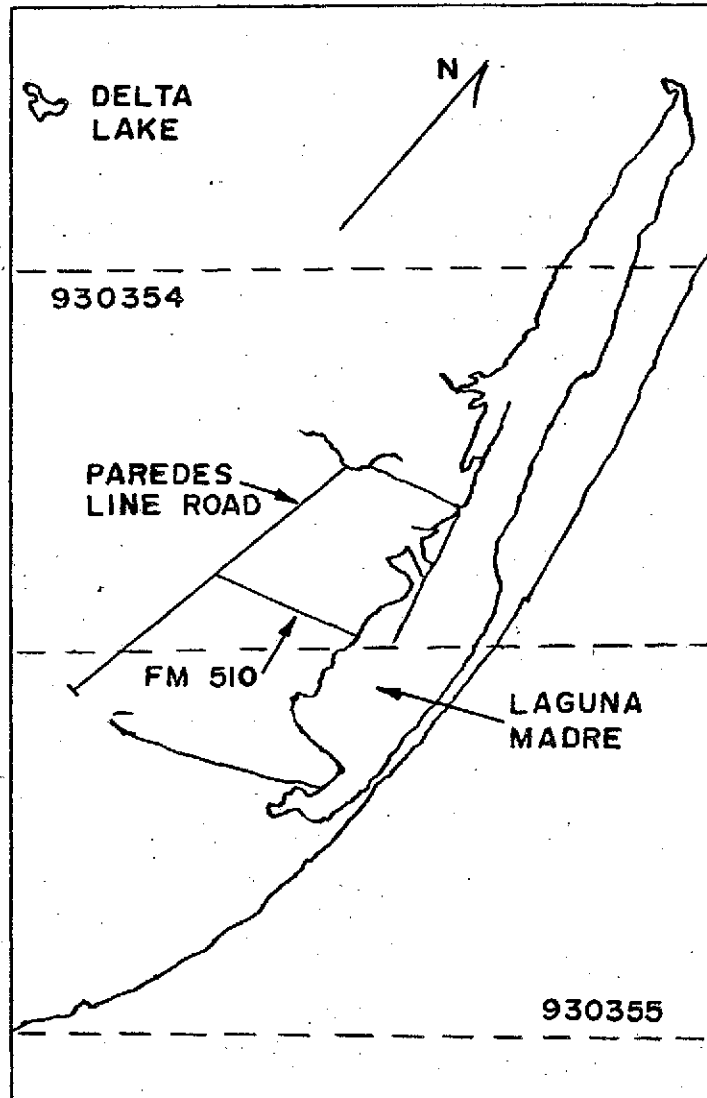 N
DELTA
LAKE
930354
PAREDES
LINE ROAD
FM 510
LAGUNA
MADRE
930355